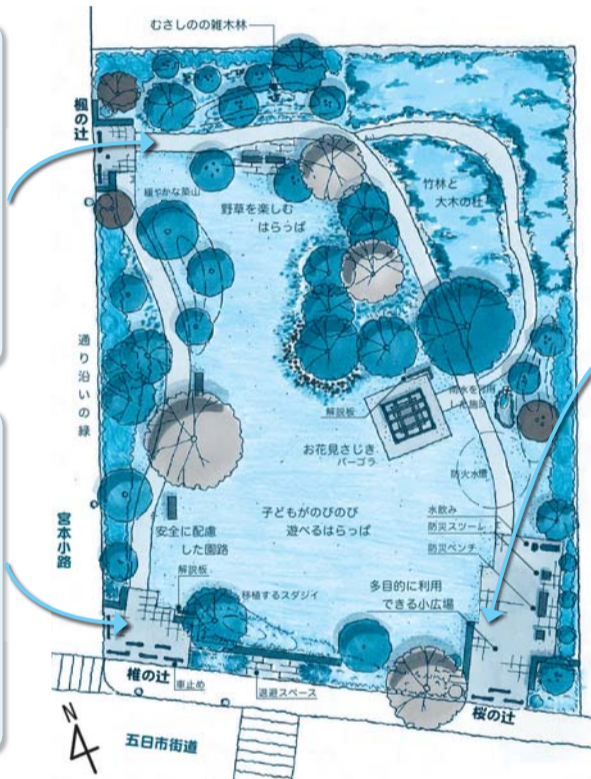 むさしのの雑木林
楓の辻
緩やかな築山
野草を楽しむ
はらっぱ
竹林と
大木の杜
通り沿いの緑
解説板
した施設
お花見さじき
パーゴラ
防火水槽
子どもがのびのび
遊べるはらっぱ
水飲み
防災スツール
防災ベンチ
宮本小路
安全に配慮
した園路
解説板
移植するスダジイ
多目的に利用
できる小広場
椎の辻
車止め
退避スペース
桜の辻
N
五日市街道